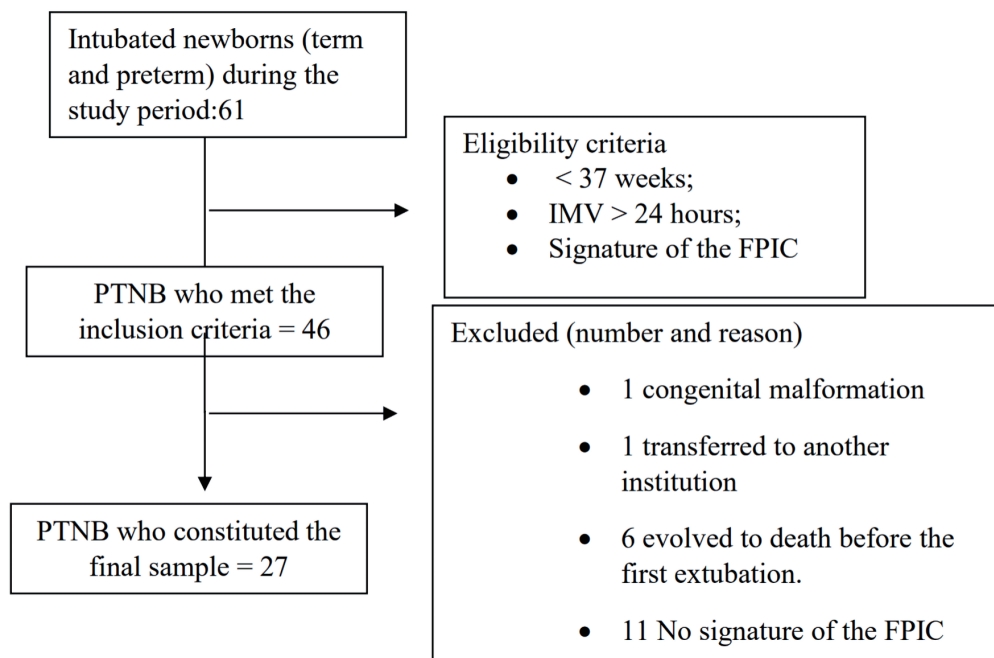 Intubated newborns (term
and preterm) during the
study period:61
Eligibility criteria
• < 37 weeks;
• IMV > 24 hours;
• Signature of the FPIC
PTNB who met the
inclusion criteria = 46
Excluded (number and reason)
• 1 congenital malformation
• 1 transferred to another
institution
• 6 evolved to death before the
first extubation.
• 11 No signature of the FPIC
PTNB who constituted the
final sample = 27